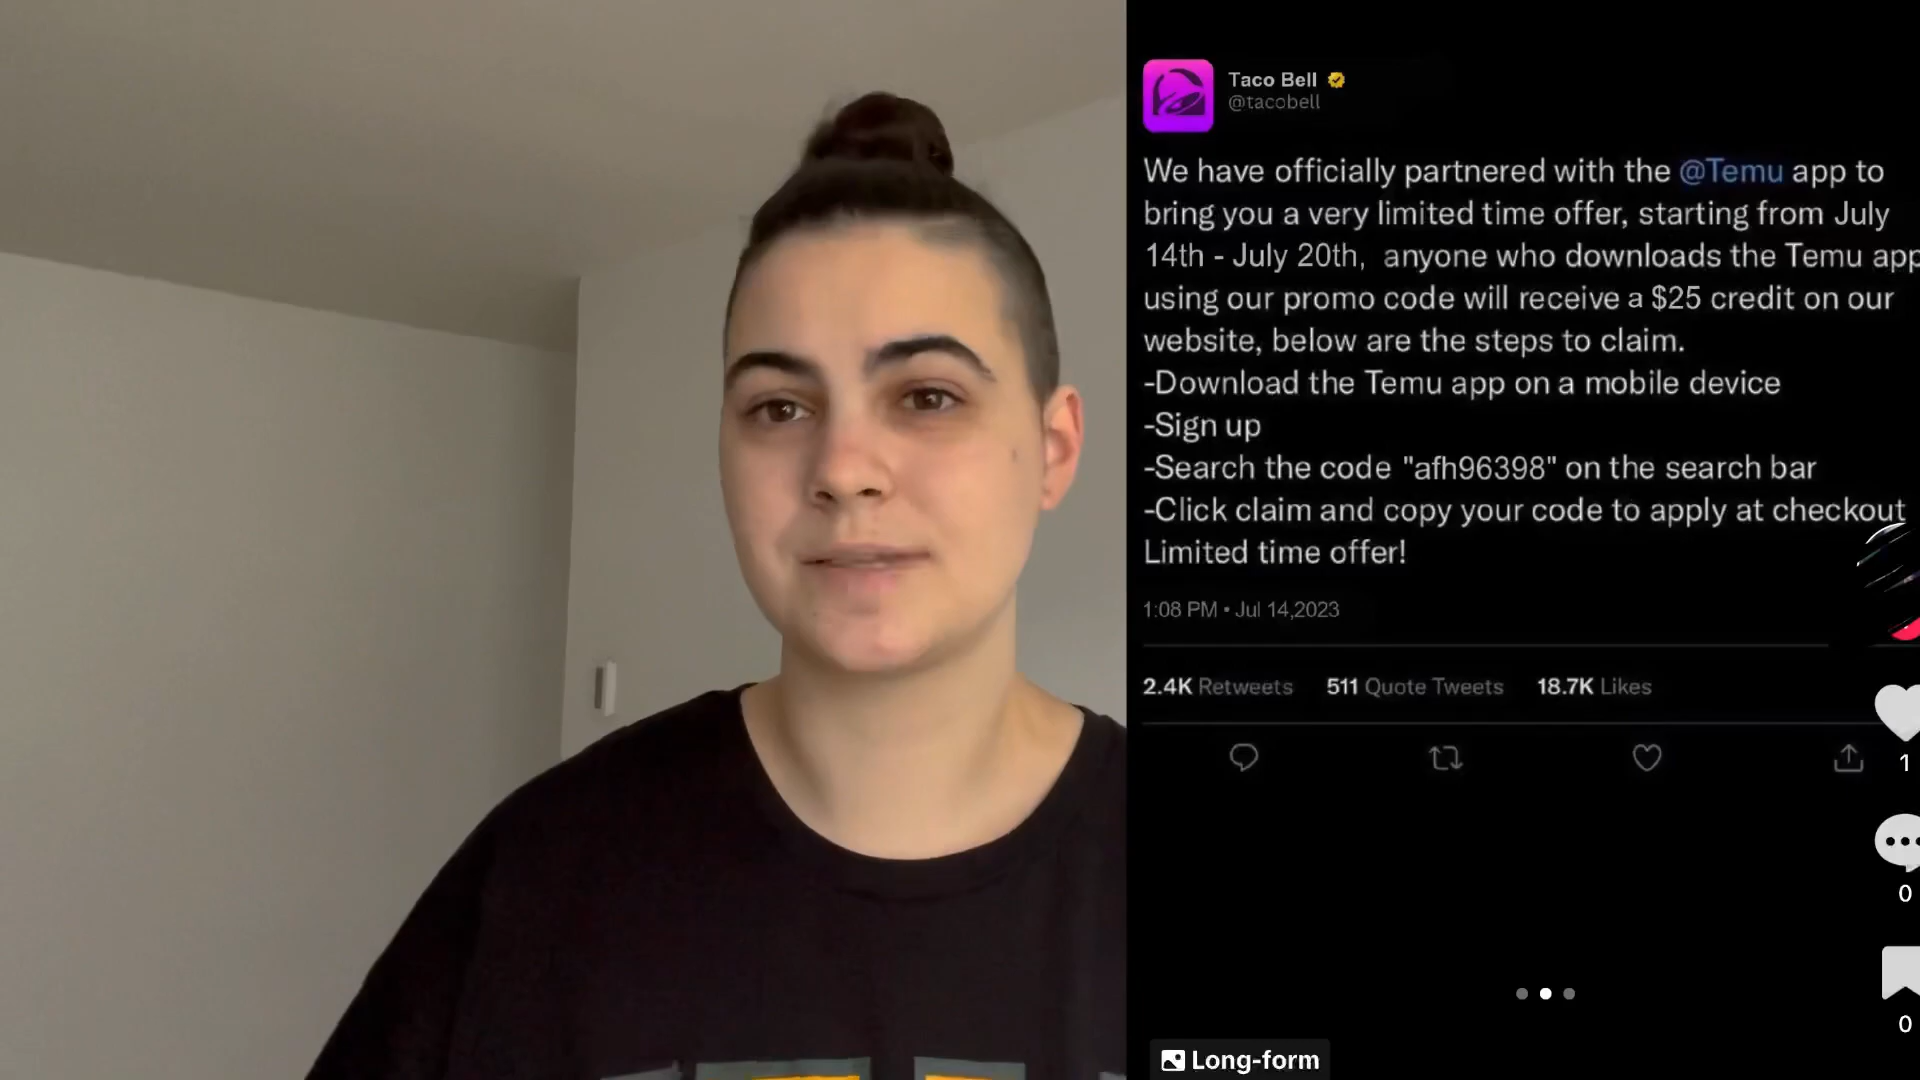 Taco Bell
@tacobell
We have officially partnered with the @Temu app to
bring you a very limited time offer, starting from July
14th - July 20th,  anyone who downloads the Temu app
using our promo code will receive a $25 credit on our
website, below are the steps to claim.
-Download the Temu app on a mobile device
-Sign up
-Search the code "afh96398" on the search bar
-Click claim and copy your code to apply at checkout
Limited time offer!
1:08 PM • Jul 14,2023
2.4K Retweets 511 Quote Tweets 18.7K Likes
1
0
0
Long-form